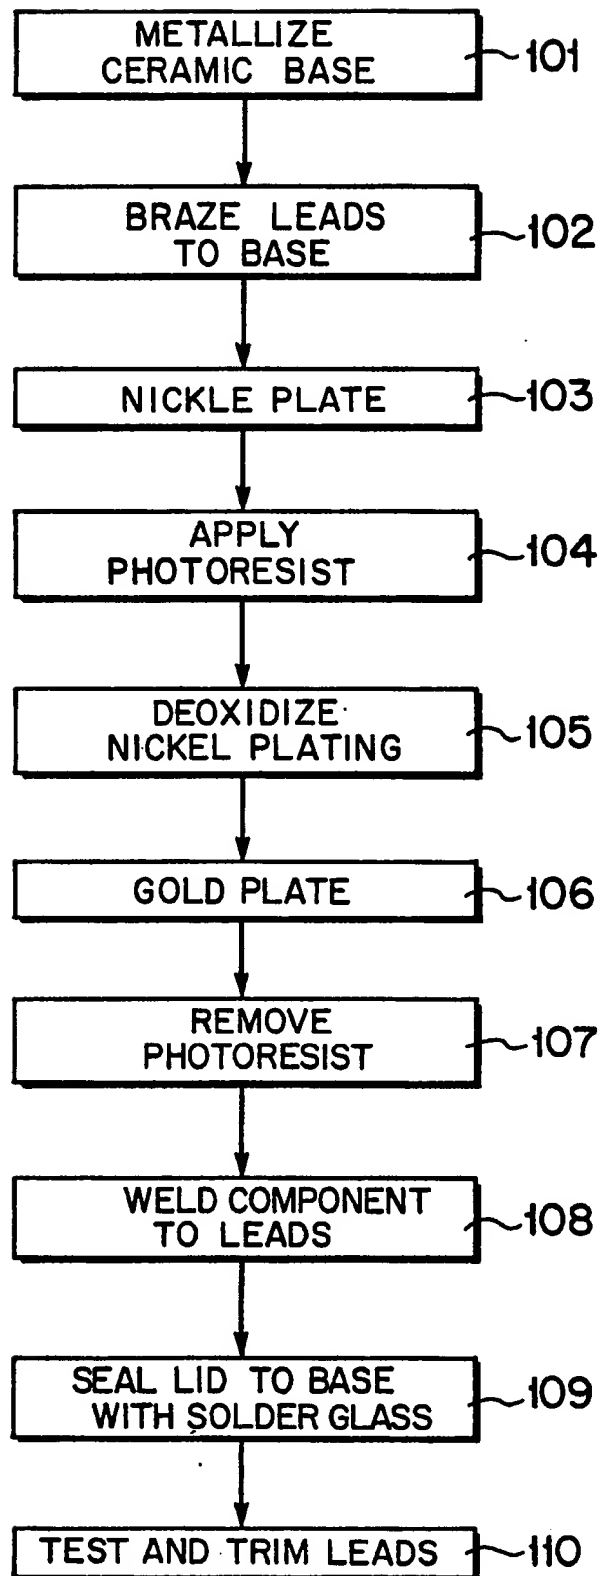 METALLIZE
CERAMIC BASE
101
BRAZE LEADS
TO BASE
102
NICKLE PLATE
103
APPLY
PHOTORESIST
104
DEOXIDIZE
NICKEL PLATING
105
GOLD PLATE
106
REMOVE
PHOTORESIST
107
WELD COMPONENT
TO LEADS
108
SEAL LID TO BASE
WITH SOLDER GLASS
109
TEST AND TRIM LEADS
110